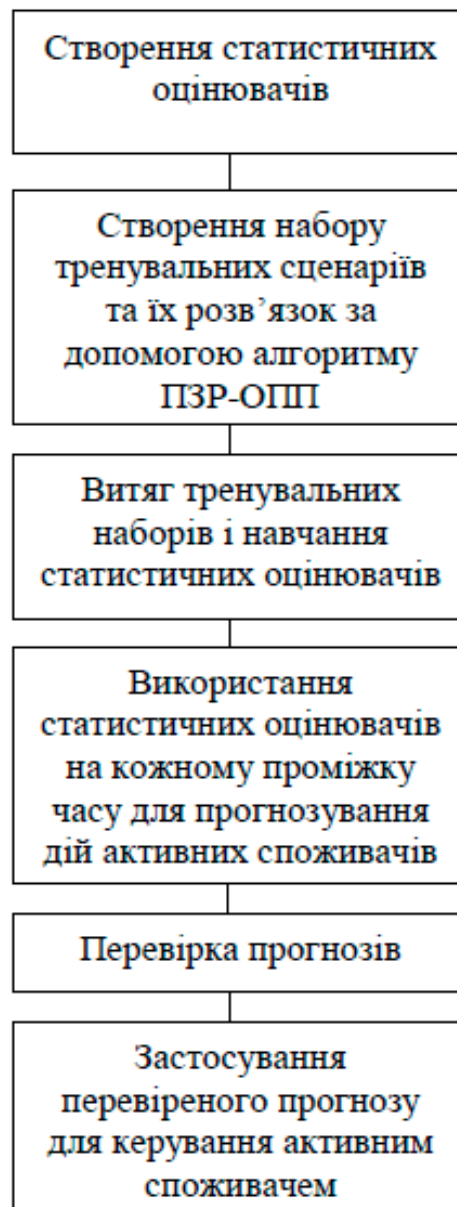 Створення статистичних
оцінювачів
Створення набору
тренувальних сценаріїв
та їх розв’язок за
допомогою алгоритму
ПЗР-ОПП
Витяг тренувальних
наборів і навчання
статистичних оцінювачів
Використання
статистичних оцінювачів
на кожному проміжку
часу для прогнозування
дій активних споживачів
Перевірка прогнозів
Застосування
перевіреного прогнозу
для керування активним
споживачем